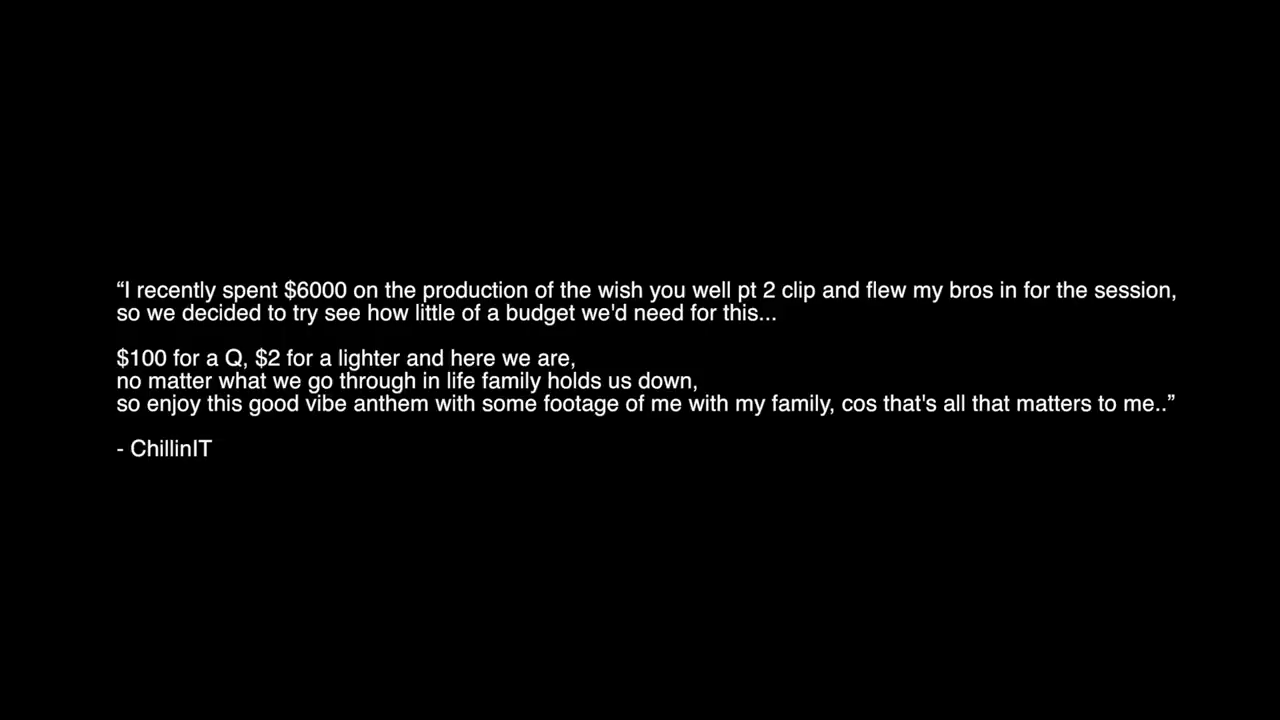 “I recently spent $6000 on the production of the wish you well pt 2 clip and flew my bros in for the session,
so we decided to try see how little of a budget we'd need for this...
$100 for a Q, $2 for a lighter and here we are,
no matter what we go through in life family holds us down,
so enjoy this good vibe anthem with some footage of me with my family, cos that's all that matters to me..”
- ChillinIT